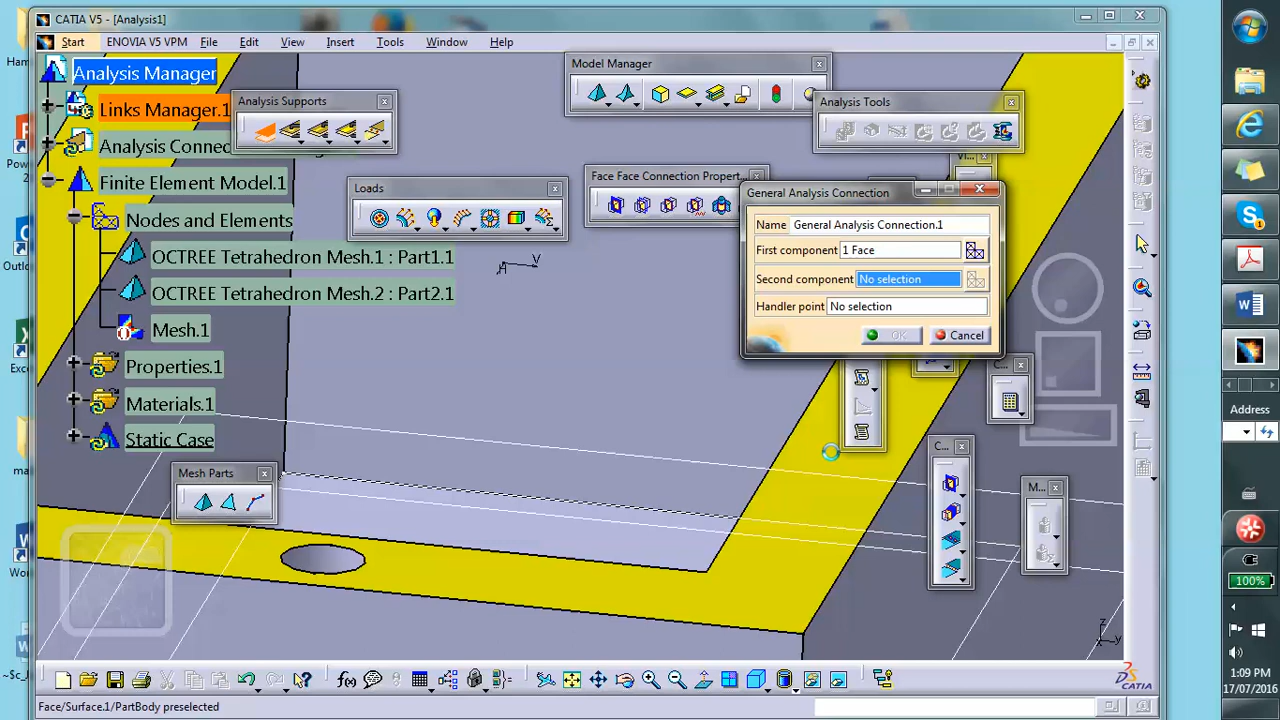 CATIA V5 - [Analysis1]
Start ENOVIA V5 VPM File Edit View Insert Tools Window Help
Analysis Manager
Links Manager.1
Analysis Connec
Finite Element Model.1
Nodes and Elements
OCTREE Tetrahedron Mesh.1 : Part1.1
OCTREE Tetrahedron Mesh.2 : Part2.1
Mesh.1
Properties.1
Materials.1
Static Case
Analysis Supports
Loads
Model Manager
Analysis Tools
Face Face Connection Propert...
General Analysis Connection
Name General Analysis Connection.1
First component 1 Face
Second component No selection
Handler point No selection
OK Cancel
Mesh Parts
C...
C...
M...
V
z
y
Face/Surface.1/PartBody preselected
CATIA
Address
100%
1:09 PM
17/07/2016